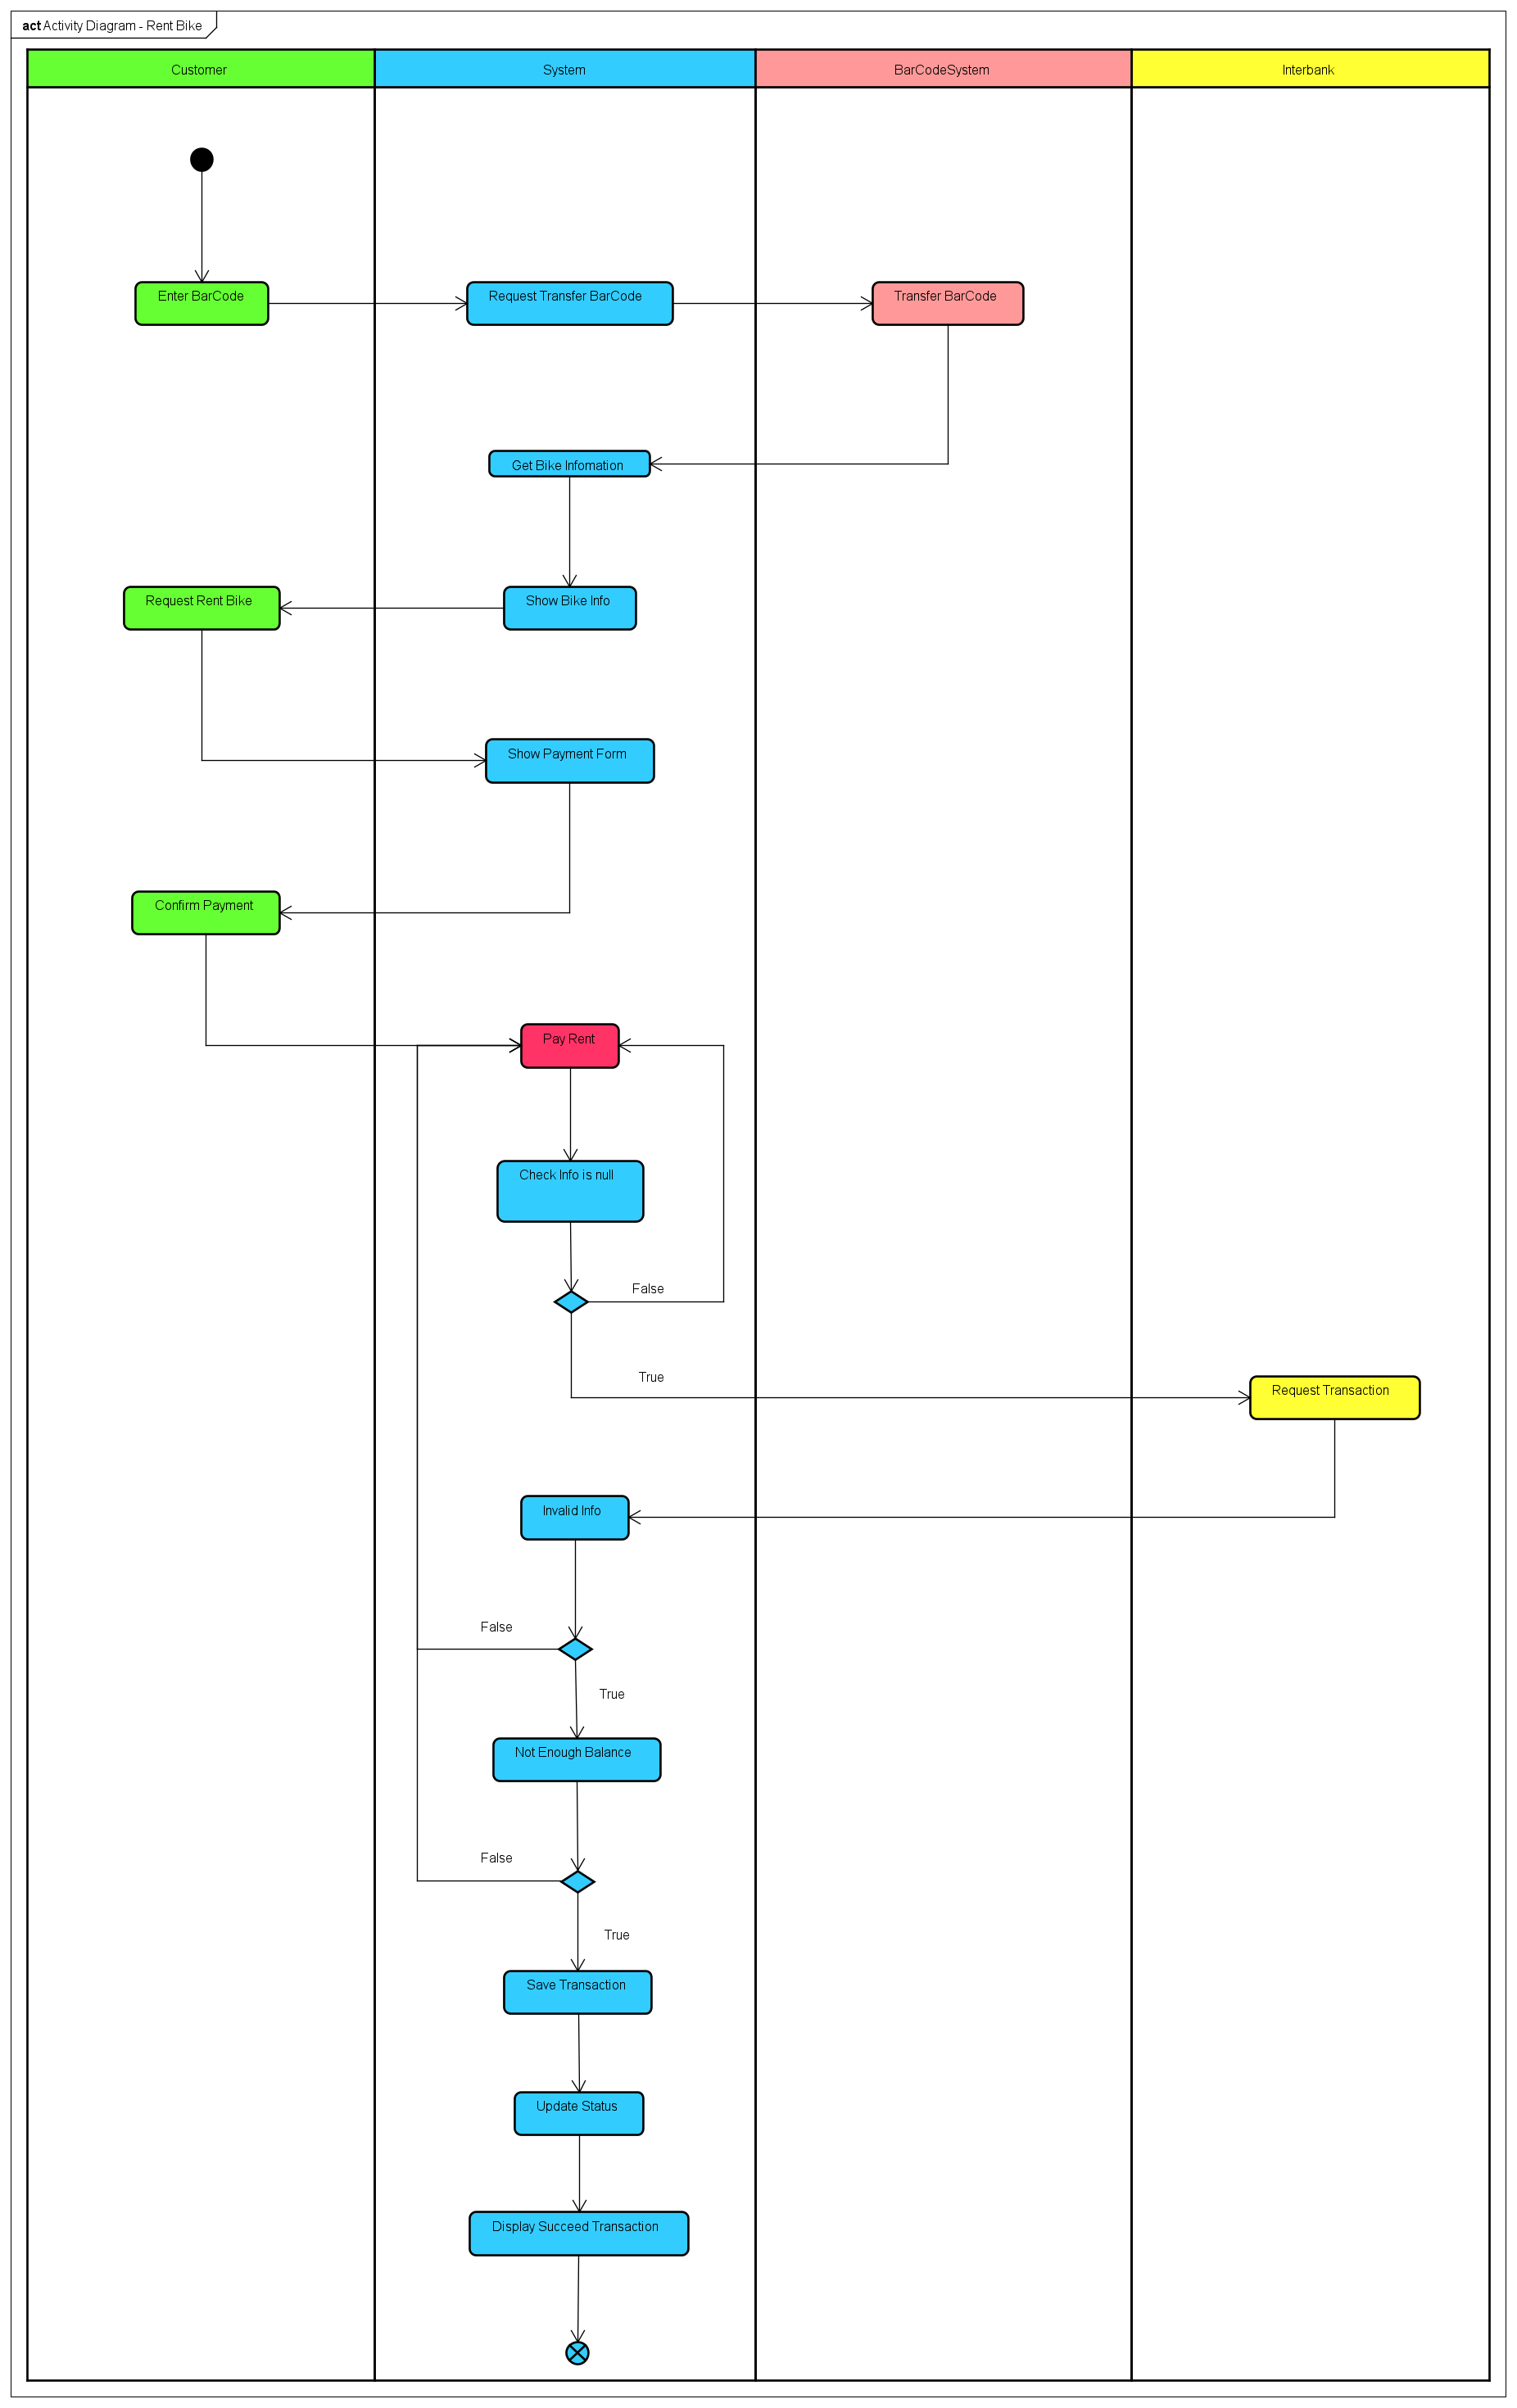 act Activity Diagram - Rent Bike
Customer
System
BarCodeSystem
Interbank
Enter BarCode
Request Transfer BarCode
Transfer BarCode
Get Bike Infomation
Request Rent Bike
Show Bike Info
Show Payment Form
Confirm Payment
Pay Rent
Check Info is null
False
True
Request Transaction
Invalid Info
False
True
Not Enough Balance
False
True
Save Transaction
Update Status
Display Succeed Transaction